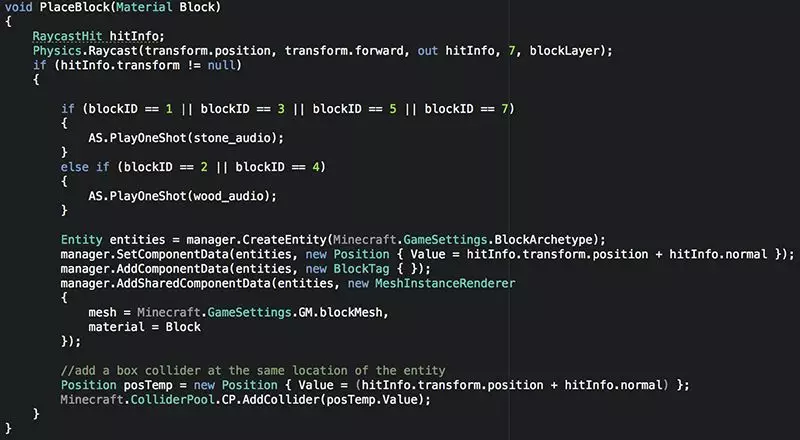 void PlaceBlock(Material Block)
{
RaycastHit hitInfo;
Physics.Raycast(transform.position, transform.forward, out hitInfo, 7, blockLayer);
if (hitInfo.transform != null)
{
if (blockID == 1 || blockID == 3 || blockID == 5 || blockID == 7)
{
AS.PlayOneShot(stone_audio);
}
else if (blockID == 2 || blockID == 4)
{
AS.PlayOneShot(wood_audio);
}
Entity entities = manager.CreateEntity(Minecraft.GameSettings.BlockArchetype);
manager.SetComponentData(entities, new Position { Value = hitInfo.transform.position + hitInfo.normal });
manager.AddComponentData(entities, new BlockTag { });
manager.AddSharedComponentData(entities, new MeshInstanceRenderer
{
mesh = Minecraft.GameSettings.GM.blockMesh,
material = Block
});
//add a box collider at the same location of the entity
Position posTemp = new Position { Value = (hitInfo.transform.position + hitInfo.normal) };
Minecraft.ColliderPool.CP.AddCollider(posTemp.Value);
}
}